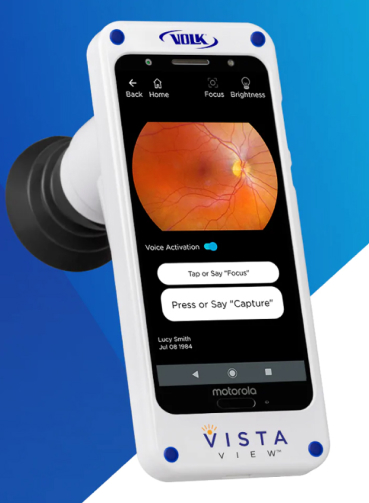 VOLK
Back Home Focus Brightness
Voice Activation
Tap or Say "Focus"
Press or Say "Capture"
Lucy Smith
Jul 08 1984
motorola
VISTA
VIEW™